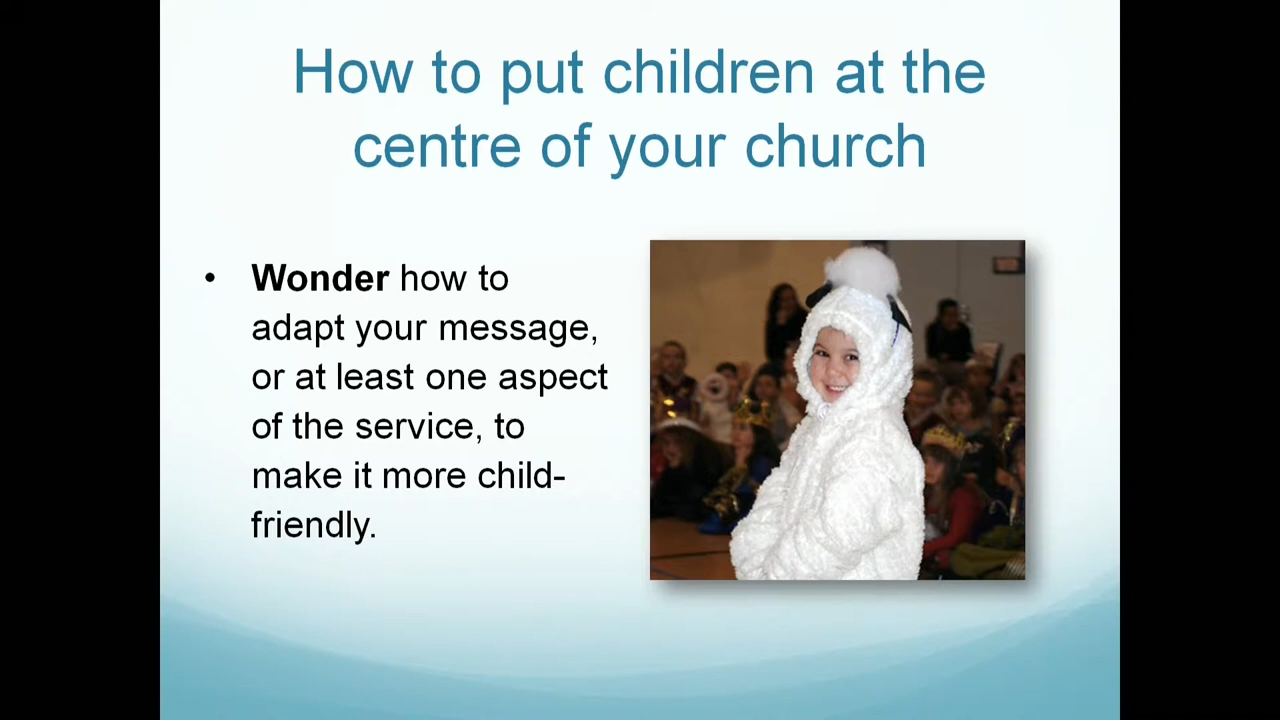 How to put children at the
centre of your church
• Wonder how to
adapt your message,
or at least one aspect
of the service, to
make it more child-
friendly.